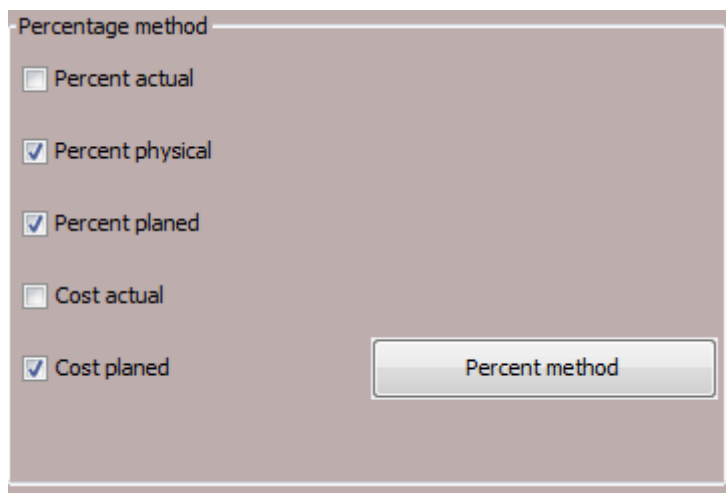 Percentage method
Percent actual
Percent physical
Percent planed
Cost actual
Cost planed
Percent method